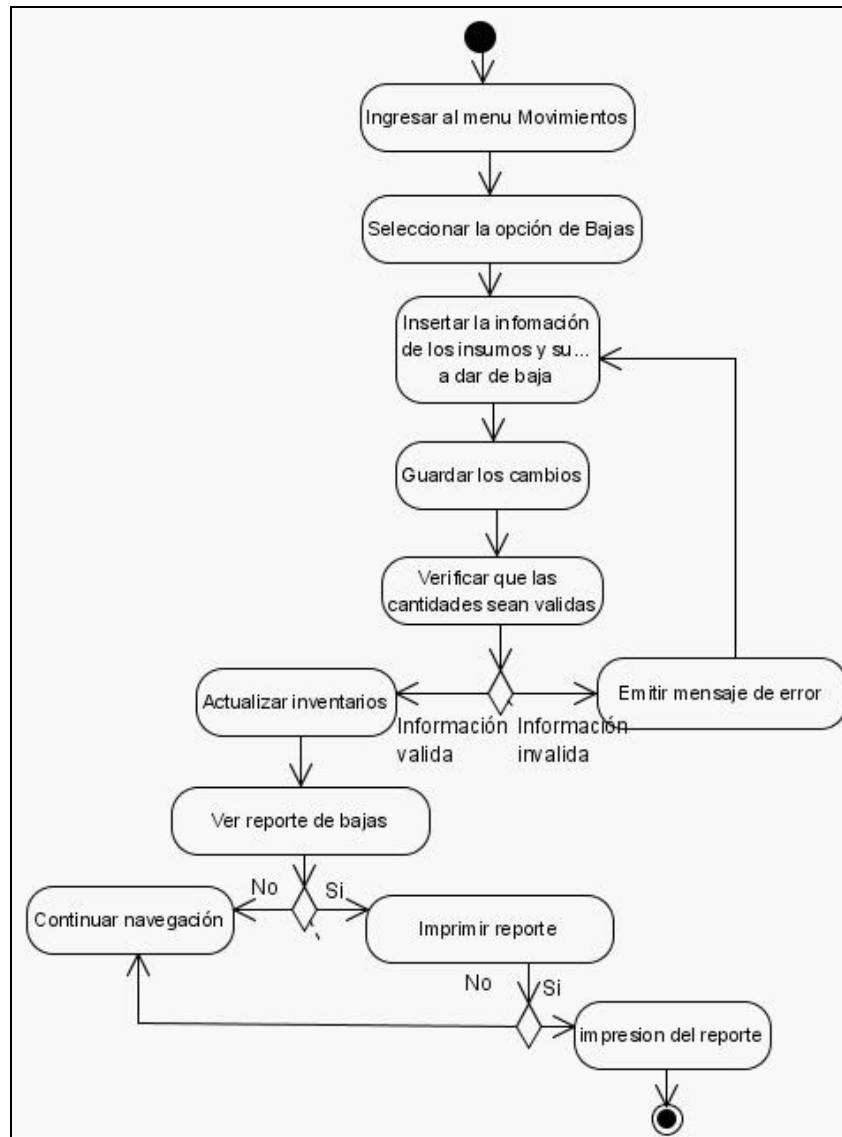 Ingresar al menu Movimientos
Seleccionar la opción de Bajas
Insertar la infomación
de los insumos y su...
a dar de baja
Guardar los cambios
Verificar que las
cantidades sean validas
Actualizar inventarios
Emitir mensaje de error
Información
valida
Información
invalida
Ver reporte de bajas
No
Si
Continuar navegación
Imprimir reporte
No
Si
impresion del reporte